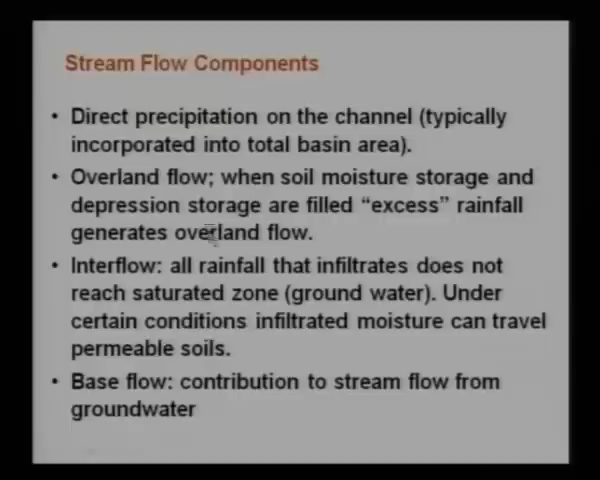 Stream Flow Components
• Direct precipitation on the channel (typically
incorporated into total basin area).
• Overland flow; when soil moisture storage and
depression storage are filled “excess” rainfall
generates overland flow.
• Interflow: all rainfall that infiltrates does not
reach saturated zone (ground water). Under
certain conditions infiltrated moisture can travel
permeable soils.
• Base flow: contribution to stream flow from
groundwater